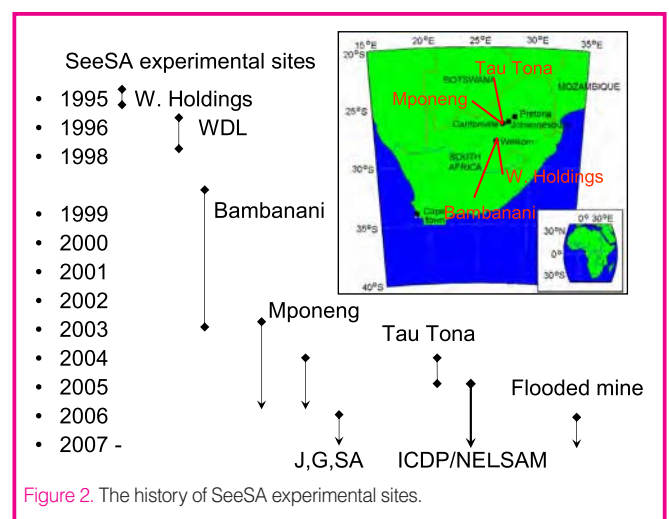 SeeSA experimental sites
• 1995 W. Holdings
• 1996 WDL
• 1998
• 1999 Bambanani
• 2000
• 2001
• 2002
• 2003 Mponeng
• 2004 Tau Tona
• 2005 Flooded mine
• 2006
• 2007 -
J,G,SA ICDP/NELSAM
15°E 20°E 25°E 30°E 35°E
20°S
Tau Tona
BOTSWANA
MOZAMBIQUE
Mponeng
25°S
Pretoria
Carltonville Johannesburg
Welkom
SOUTH
AFRICA
30°S
W. Holdings
Bambanani
Cape
town
35°S
40°S
0° 30°E
30°N
0°
30°S
Figure 2. The history of SeeSA experimental sites.